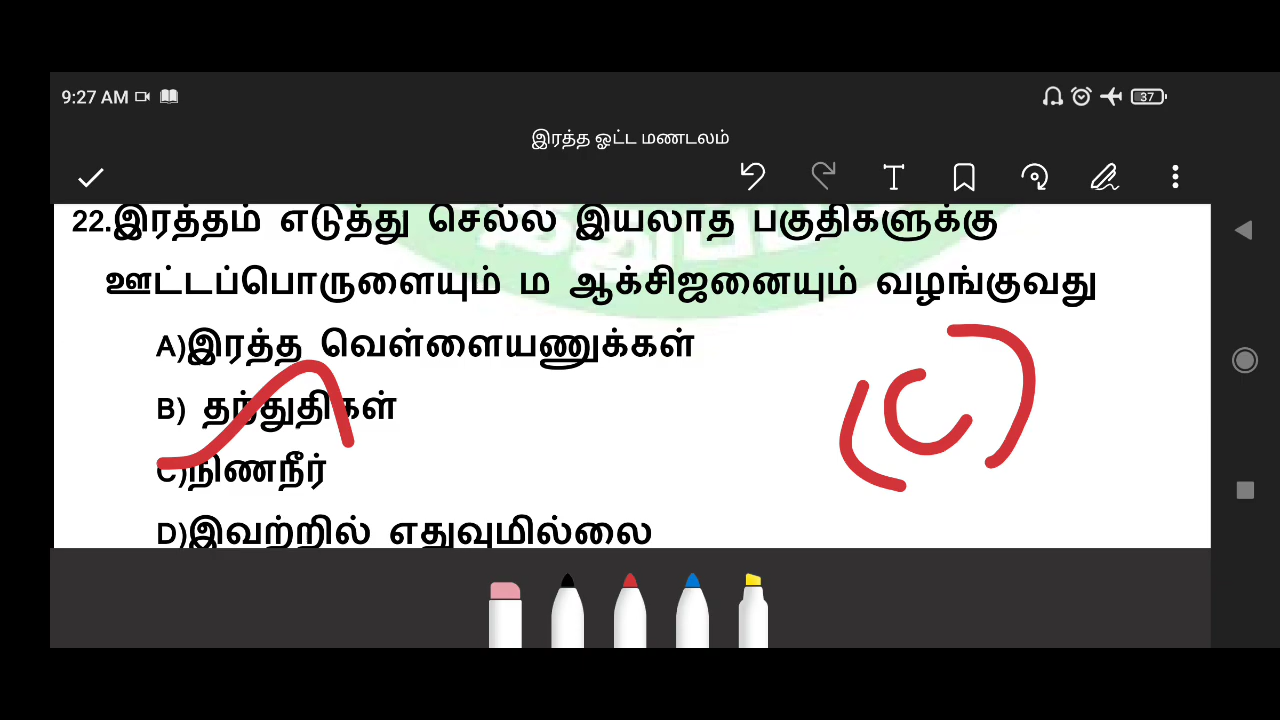 9:27 AM
37
இரத்த ஓட்ட மணடலம்
22.இரத்தம் எடுத்து செல்ல இயலாத பகுதிகளுக்கு
ஊட்டப்பொருளையும் ம ஆக்சிஜனையும் வழங்குவது
A)இரத்த வெள்ளையணுக்கள்
B) தந்துதிகள்
(C)
C)நிணநீர்
D)இவற்றில் எதுவுமில்லை